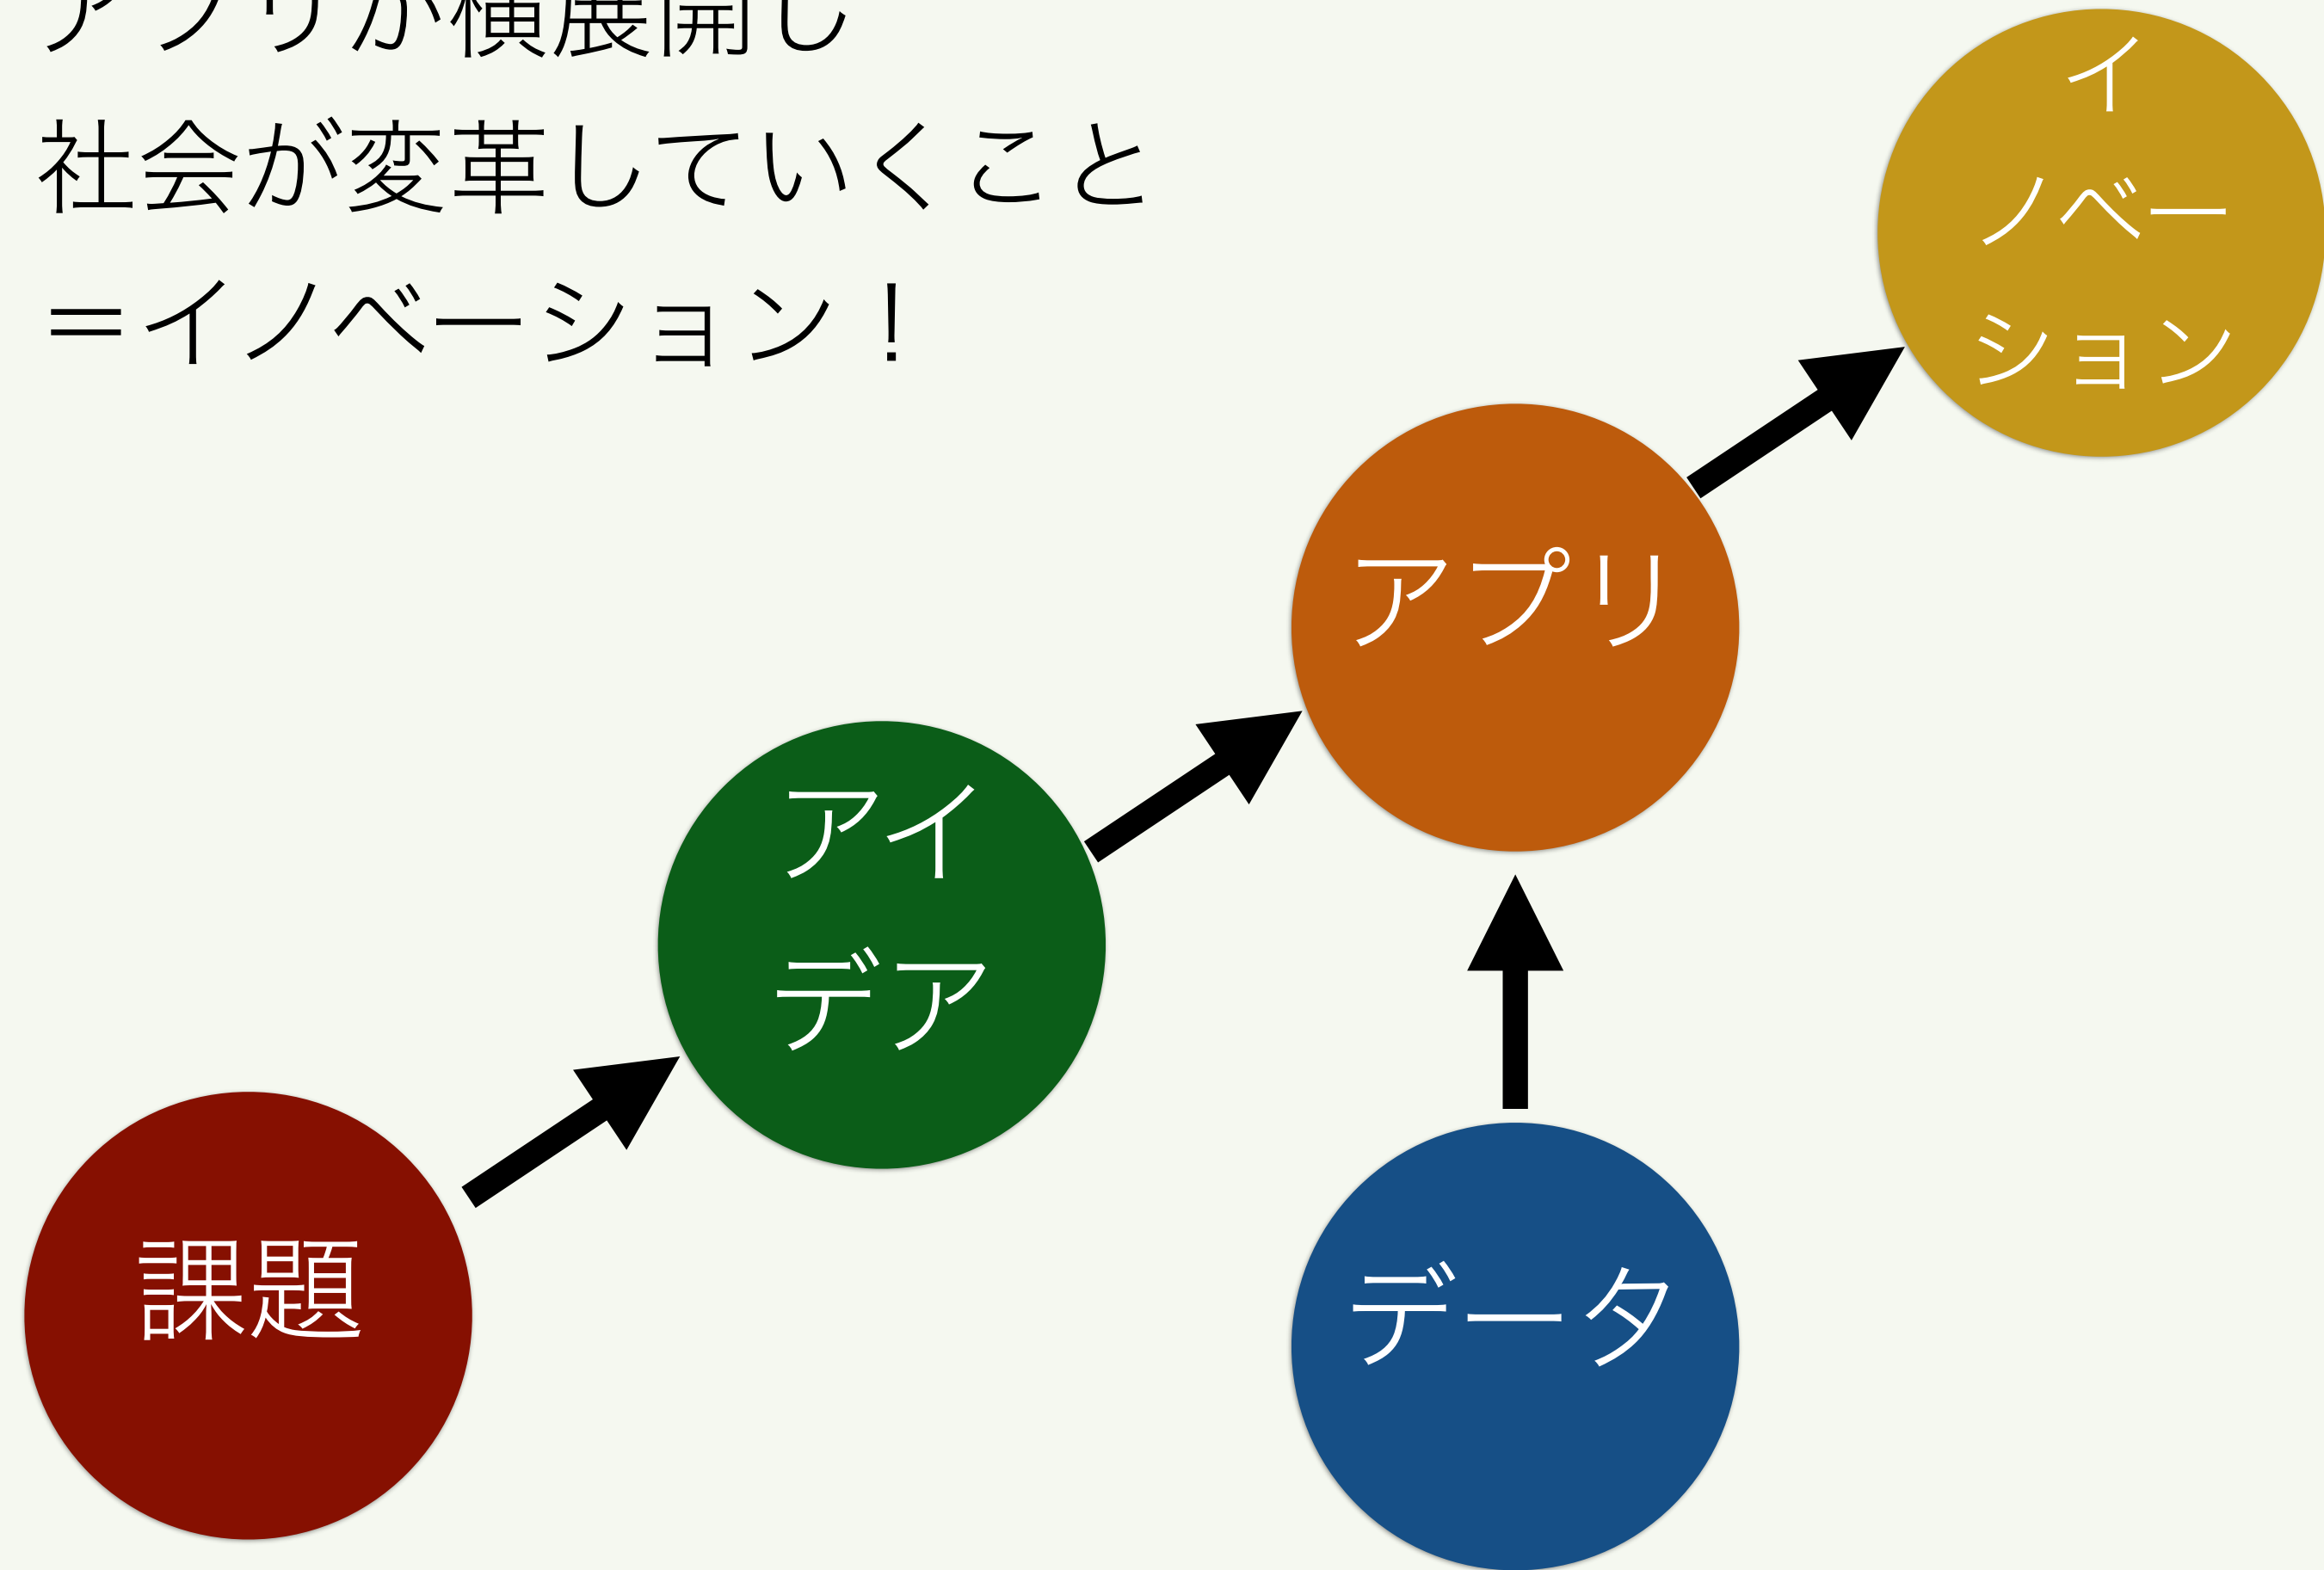 アプリが横展開し
社会が変革していくこと
＝イノベーション！
イ
ノベー
ション
アプリ
アイ
デア
課題
データ